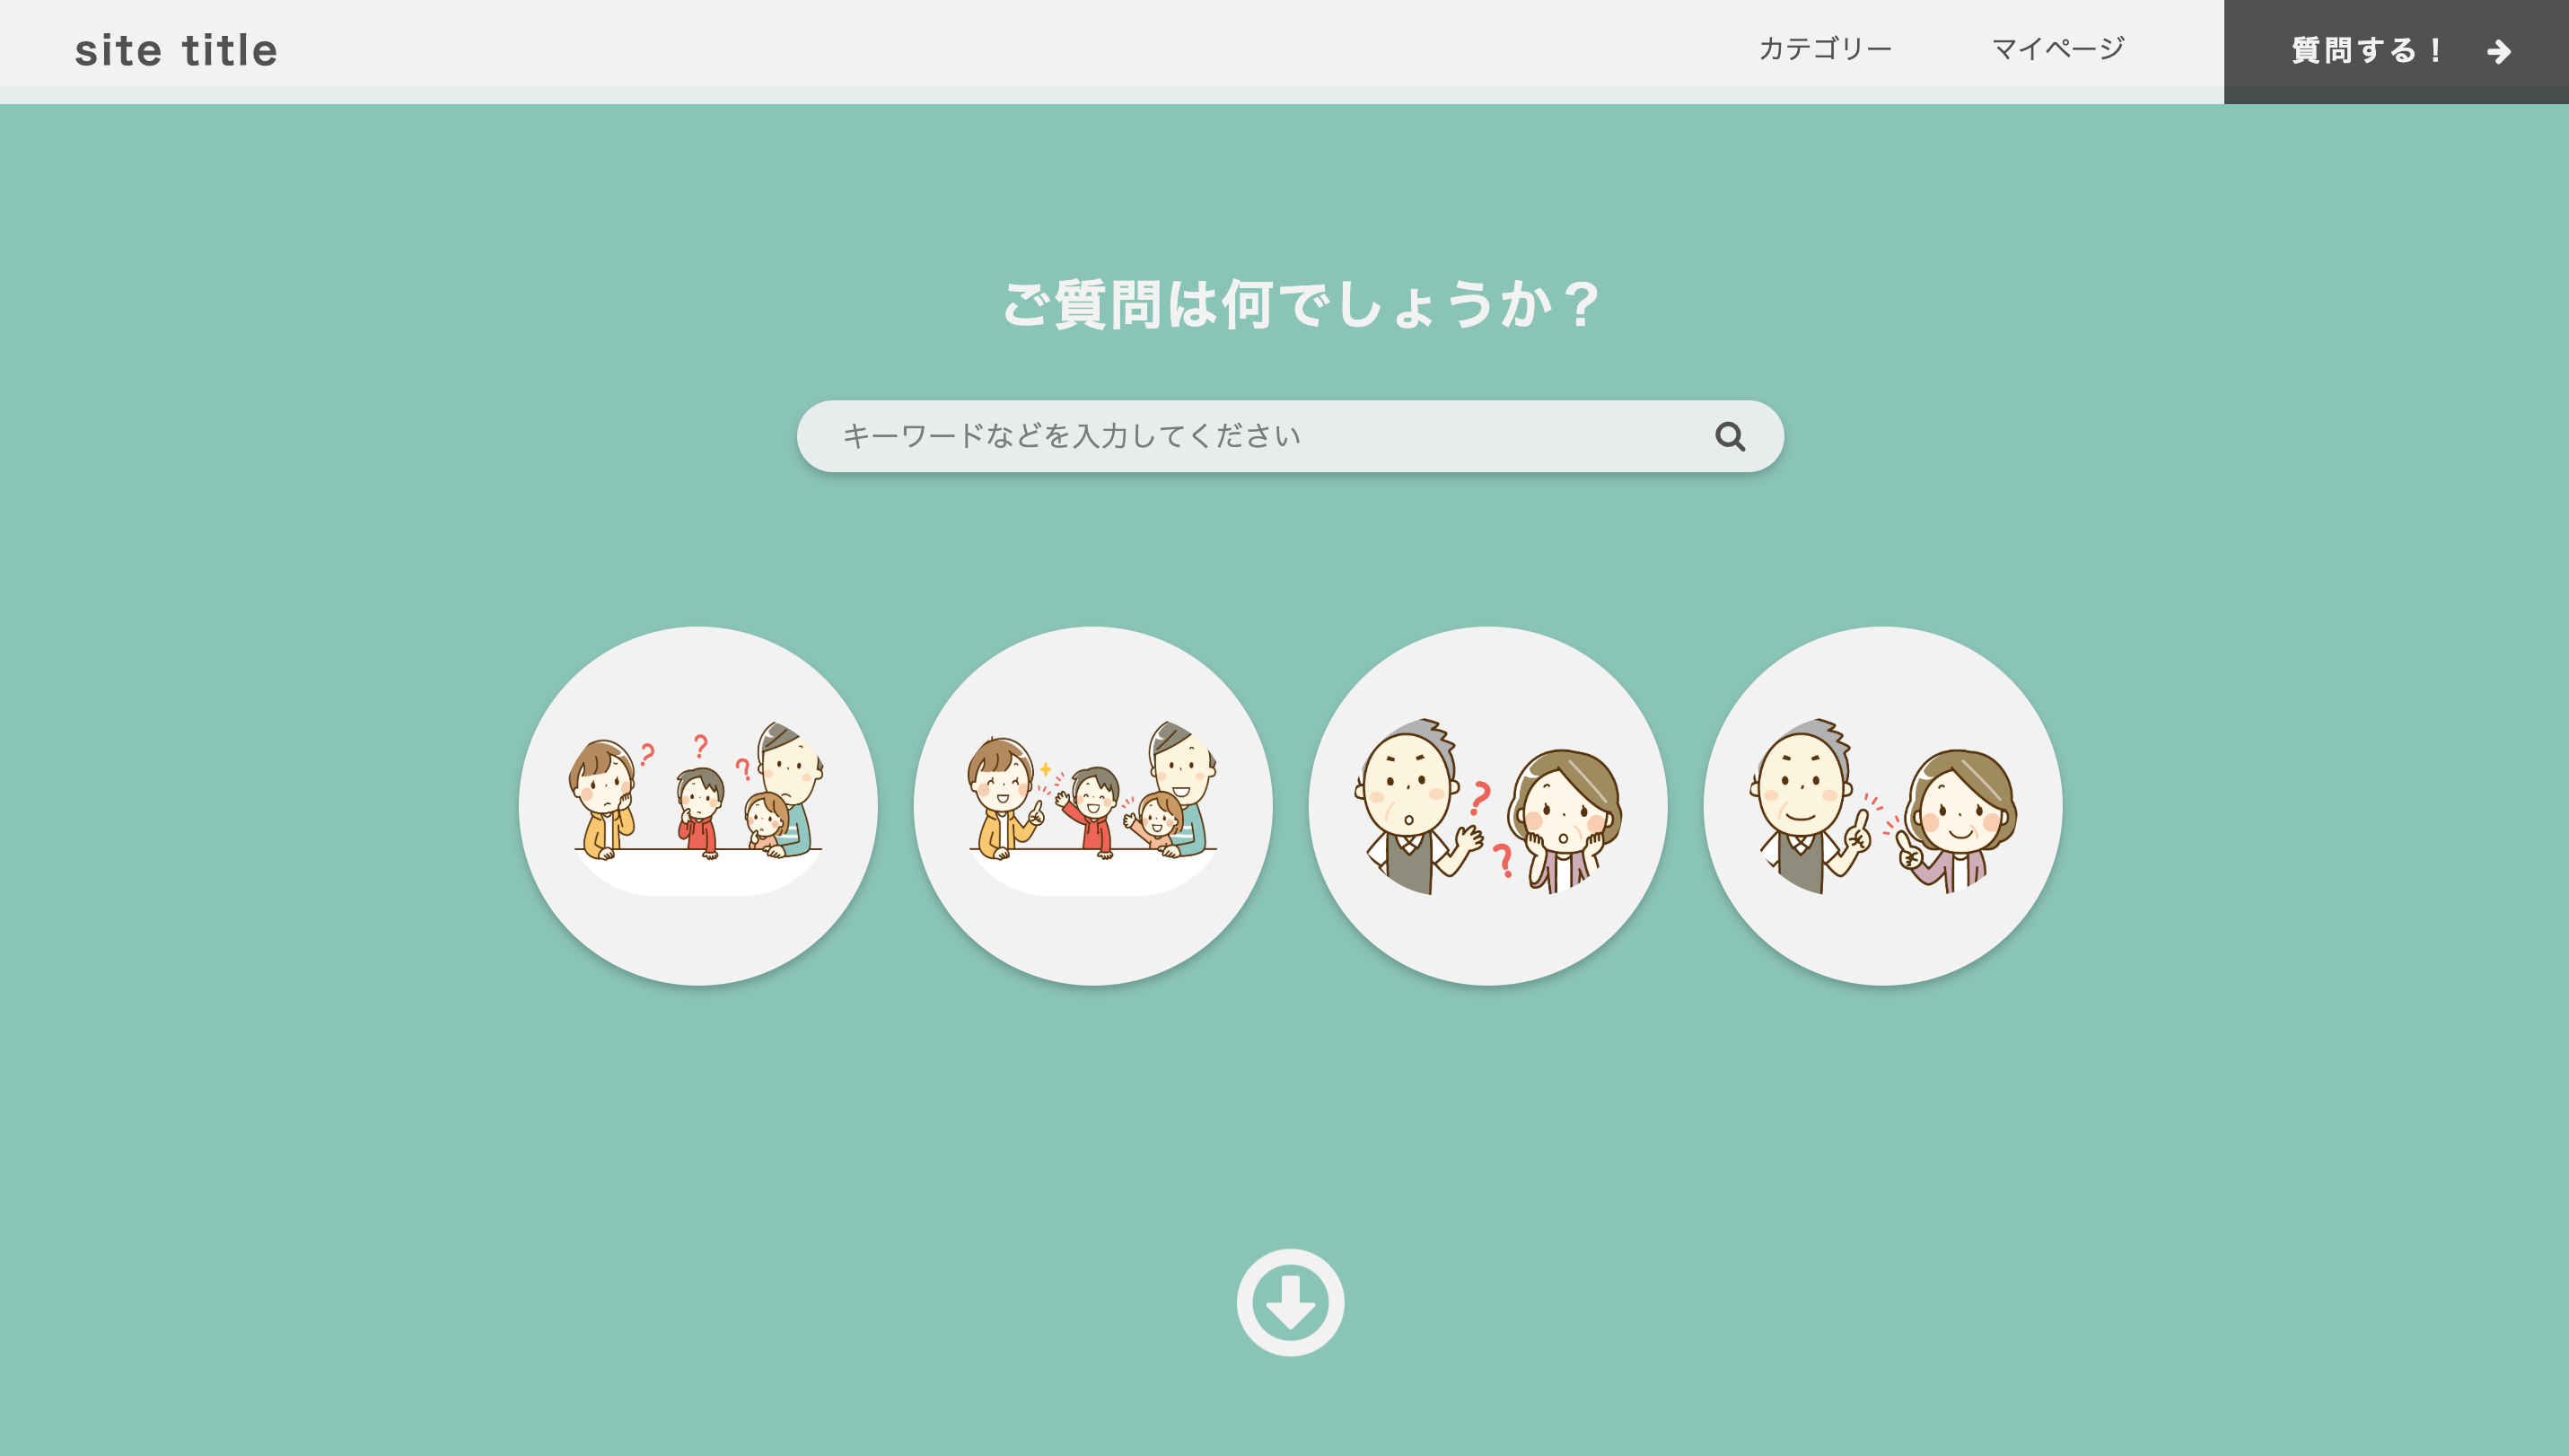 site title
カテゴリー
マイページ
質問する！
ご質問は何でしょうか？
キーワードなどを入力してください
？ ？ ？
？ ？